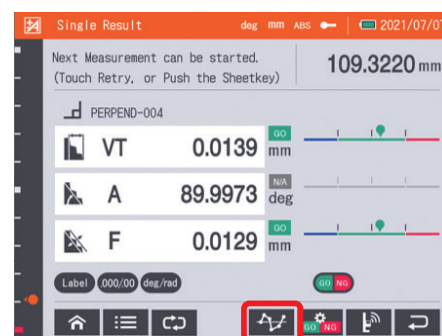 Single Result deg mm ABS 2021/07/07
Next Measurement can be started.
(Touch Retry, or Push the Sheetkey)
109.3220 mm
PERPEND-004
VT 0.0139 GO mm
A 89.9973 N/A deg
F 0.0129 GO mm
Label .000/.00 deg/rad GO NG
GO NG